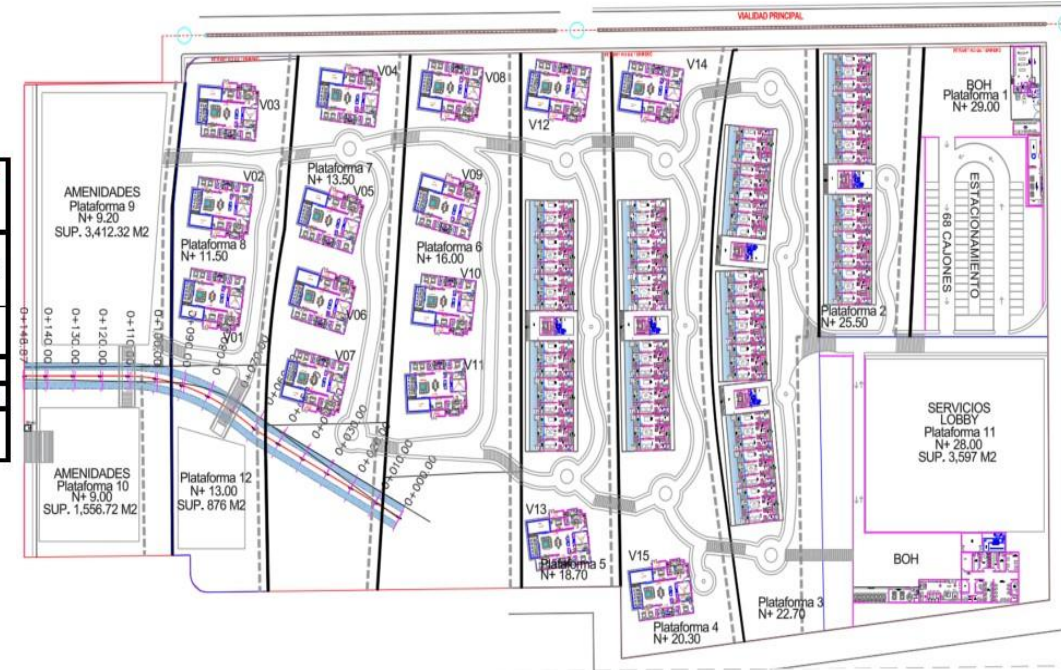 VIALIDAD PRINCIPAL
V03
V04
V08
V12
V14
BOH
Plataforma 1
N+ 29.00
AMENIDADES
Plataforma 9
N+ 9.20
SUP. 3,412.32 M2
V02
Plataforma 8
N+ 11.50
V01
Plataforma 7
N+ 13.50
V05
V06
V07
V09
Plataforma 6
N+ 16.00
V10
V11
ESTACIONAMIENTO
68 CAJONES
Plataforma 2
N+ 25.50
0+148.87
0+140.00
0+130.00
0+120.00
0+110.00
0+100.00
0+090.00
0+070.00
0+030.00
0+010.00
0+000.00
SERVICIOS
LOBBY
Plataforma 11
N+ 28.00
SUP. 3,597 M2
AMENIDADES
Plataforma 10
N+ 9.00
SUP. 1,556.72 M2
Plataforma 12
N+ 13.00
SUP. 876 M2
V13
Plataforma 5
N+ 18.70
V15
Plataforma 4
N+ 20.30
Plataforma 3
N+ 22.70
BOH